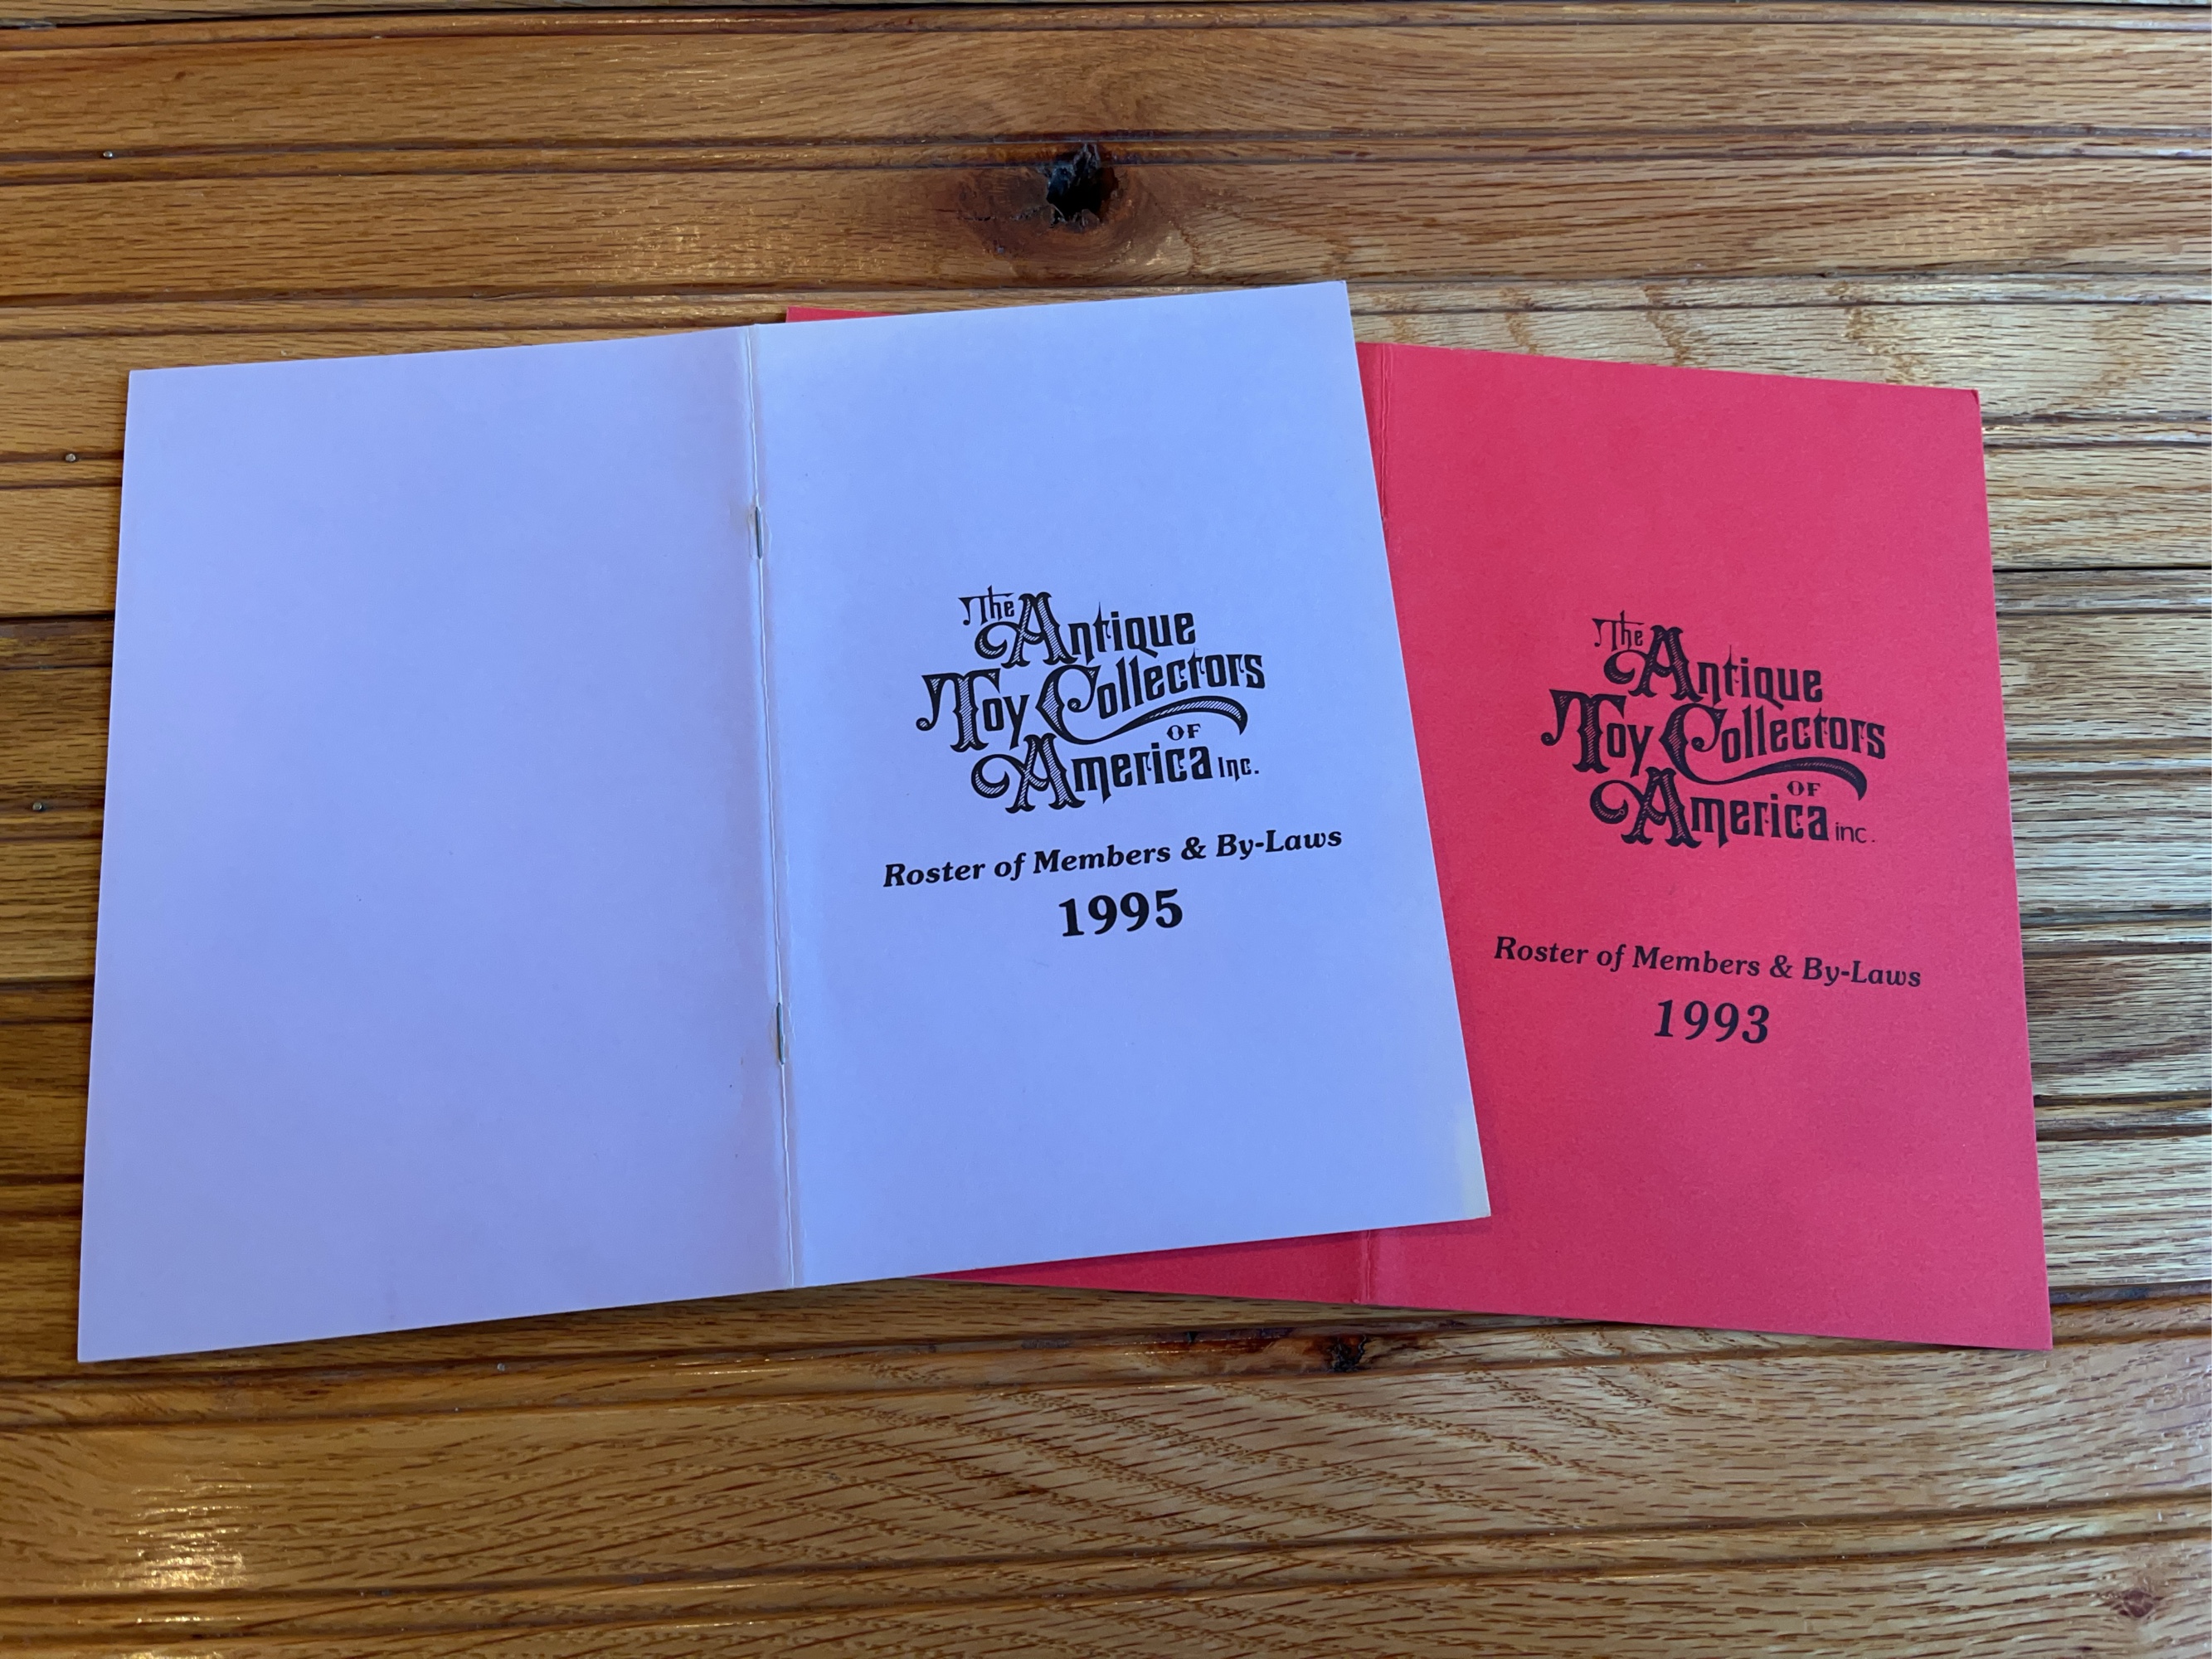 The Antique
Toy Collectors
OF
America Inc.
Roster of Members & By-Laws
1995
The Antique
Toy Collectors
OF
America inc.
Roster of Members & By-Laws
1993